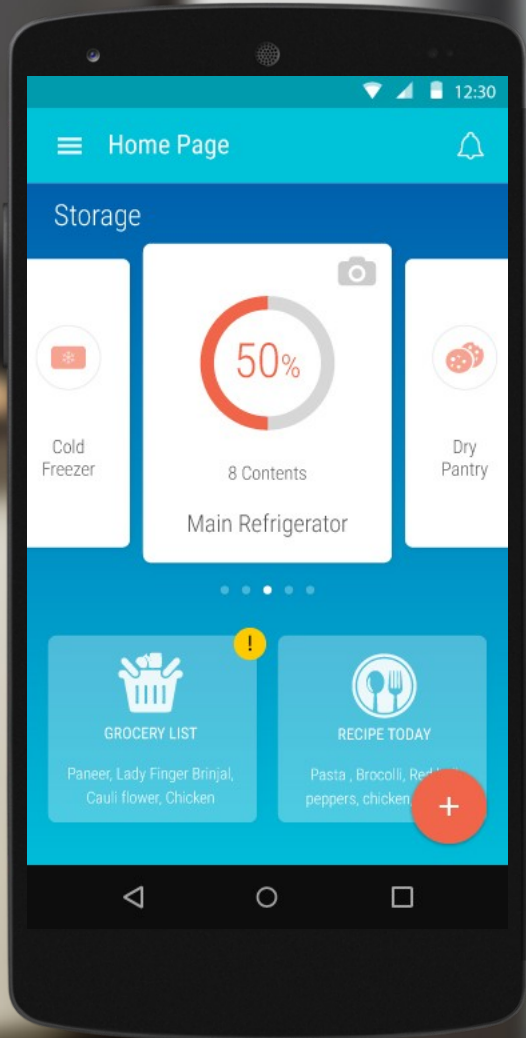 12:30
Home Page
Storage
50%
Cold
Freezer
8 Contents
Main Refrigerator
Dry
Pantry
!
GROCERY LIST
Paneer, Lady Finger Brinjal,
Cauli flower, Chicken
RECIPE TODAY
Pasta , Brocolli, Red
peppers, chicken,
+